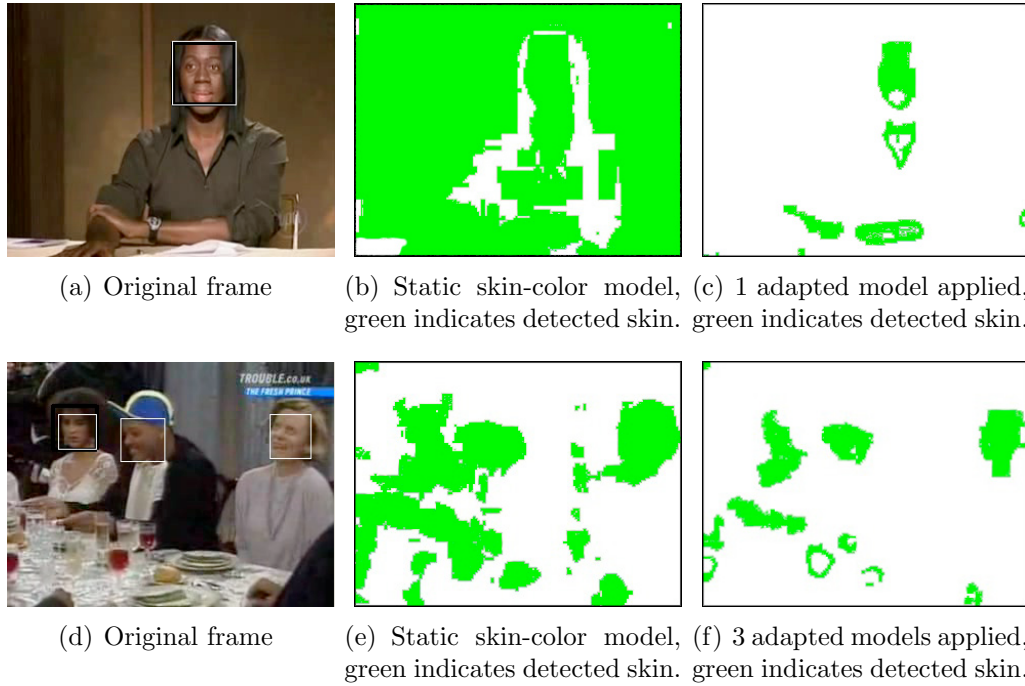 (a) Original frame
(b) Static skin-color model,
green indicates detected skin.
(c) 1 adapted model applied,
green indicates detected skin.
TROUBLE.CO.UK
THE FRESH PRINCE
(d) Original frame
(e) Static skin-color model,
green indicates detected skin.
(f) 3 adapted models applied,
green indicates detected skin.